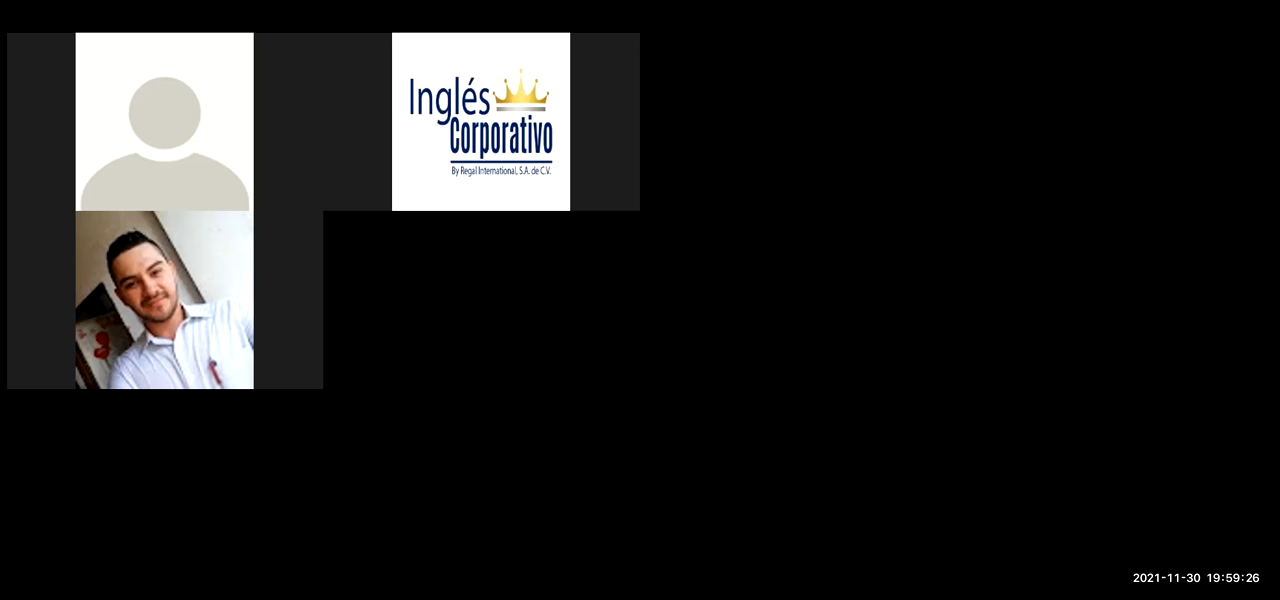 Inglés
Corporativo
By Regal International, S.A. de C.V.
2021-11-30 19:59:26